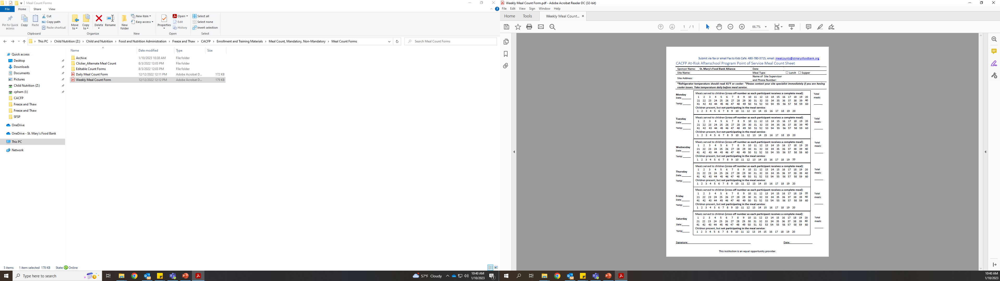 Meal Count Forms
File Home Share View
Pin to Quick access
Copy
Paste
Cut
Copy path
Paste shortcut
Clipboard
Move to
Copy to
Delete
Rename
Organize
New folder
New item
Easy access
New
Properties
Open
Edit
History
Open
Select all
Select none
Invert selection
Select
This PC > Child Nutrition (Z:) > Child and Nutrition > Food and Nutrition Administration > Freeze and Thaw > CACFP > Enrollment and Training Materials > Meal Count, Mandatory, Non-Mandatory > Meal Count Forms
Search Meal Count Forms
Quick access
Desktop
Downloads
Documents
Pictures
Child Nutrition (Z:)
cpham (I:)
CACFP
Freeze and Thaw
Freeze and Thaw
SFSP
OneDrive
OneDrive - St. Mary's Food Bank
This PC
Network
Name Date modified Type Size
Archive 1/10/2023 10:38 AM File folder
Clicker_Alternate Meal Count 8/3/2022 12:03 PM File folder
Editable Count Forms 8/3/2022 12:03 PM File folder
Daily Meal Count Form 12/12/2022 12:11 PM Adobe Acrobat D... 172 KB
Weekly Meal Count Form 12/12/2022 12:12 PM Adobe Acrobat D... 179 KB
5 items 1 item selected 178 KB State: Online
Type here to search
57°F Cloudy
10:40 AM
1/10/2023
1
Weekly Meal Count Form.pdf - Adobe Acrobat Reader DC (32-bit)
File Edit View Sign Window Help
Home Tools Weekly Meal Count... ×
1 / 1
66.7%
Submit via fax or email Fax to Kids Cafe: 480-780-3715; email: mealcounts@stmarysfoodbank.org
CACFP At-Risk Afterschool Program Point of Service Meal Count Sheet
Sponsor Name: St. Mary's Food Bank Alliance Date:
Site Name: Meal Type: Lunch Supper
Site Address: Name of Site Supervisor and Phone Number:
*Refrigerator temperature should read 41°F or cooler- *Please contact your site specialist immediately if you are having
cooler issues. Take temperature daily before meal service.
Monday
Date:
Temp:
Meals served to children (cross off number as each participant receives a complete meal):
1 2 3 4 5 6 7 8 9 10 11 12 13 14 15 16 17 18 19 20
21 22 23 24 25 26 27 28 29 30 31 32 33 34 35 36 37 38 39 40
41 42 43 44 45 46 47 48 49 50 51 52 53 54 55 56 57 58 59 60
Children present, but not participating in the meal service:
1 2 3 4 5 6 7 8 9 10 11 12 13 14 15 16 17 18 19 20
Total meals:
Tuesday
Date:
Temp:
Meals served to children (cross off number as each participant receives a complete meal):
1 2 3 4 5 6 7 8 9 10 11 12 13 14 15 16 17 18 19 20
21 22 23 24 25 26 27 28 29 30 31 32 33 34 35 36 37 38 39 40
41 42 43 44 45 46 47 48 49 50 51 52 53 54 55 56 57 58 59 60
Children present, but not participating in the meal service:
1 2 3 4 5 6 7 8 9 10 11 12 13 14 15 16 17 18 19 20
Total meals:
Wednesday
Date:
Temp:
Meals served to children (cross off number as each participant receives a complete meal):
1 2 3 4 5 6 7 8 9 10 11 12 13 14 15 16 17 18 19 20
21 22 23 24 25 26 27 28 29 30 31 32 33 34 35 36 37 38 39 40
41 42 43 44 45 46 47 48 49 50 51 52 53 54 55 56 57 58 59 60
Children present, but not participating in the meal service:
1 2 3 4 5 6 7 8 9 10 11 12 13 14 15 16 17 18 19 20
Total meals:
Thursday
Date:
Temp:
Meals served to children (cross off number as each participant receives a complete meal):
1 2 3 4 5 6 7 8 9 10 11 12 13 14 15 16 17 18 19 20
21 22 23 24 25 26 27 28 29 30 31 32 33 34 35 36 37 38 39 40
41 42 43 44 45 46 47 48 49 50 51 52 53 54 55 56 57 58 59 60
Children present, but not participating in the meal service:
1 2 3 4 5 6 7 8 9 10 11 12 13 14 15 16 17 18 19 20
Total meals:
Friday
Date:
Temp:
Meals served to children (cross off number as each participant receives a complete meal):
1 2 3 4 5 6 7 8 9 10 11 12 13 14 15 16 17 18 19 20
21 22 23 24 25 26 27 28 29 30 31 32 33 34 35 36 37 38 39 40
41 42 43 44 45 46 47 48 49 50 51 52 53 54 55 56 57 58 59 60
Children present, but not participating in the meal service:
1 2 3 4 5 6 7 8 9 10 11 12 13 14 15 16 17 18 19 20
Total meals:
Saturday
Date:
Temp:
Meals served to children (cross off number as each participant receives a complete meal):
1 2 3 4 5 6 7 8 9 10 11 12 13 14 15 16 17 18 19 20
21 22 23 24 25 26 27 28 29 30 31 32 33 34 35 36 37 38 39 40
41 42 43 44 45 46 47 48 49 50 51 52 53 54 55 56 57 58 59 60
Children present, but not participating in the meal service:
1 2 3 4 5 6 7 8 9 10 11 12 13 14 15 16 17 18 19 20
Total meals:
Signature: Date:
This institution is an equal opportunity provider.
10:40 AM
1/10/2023